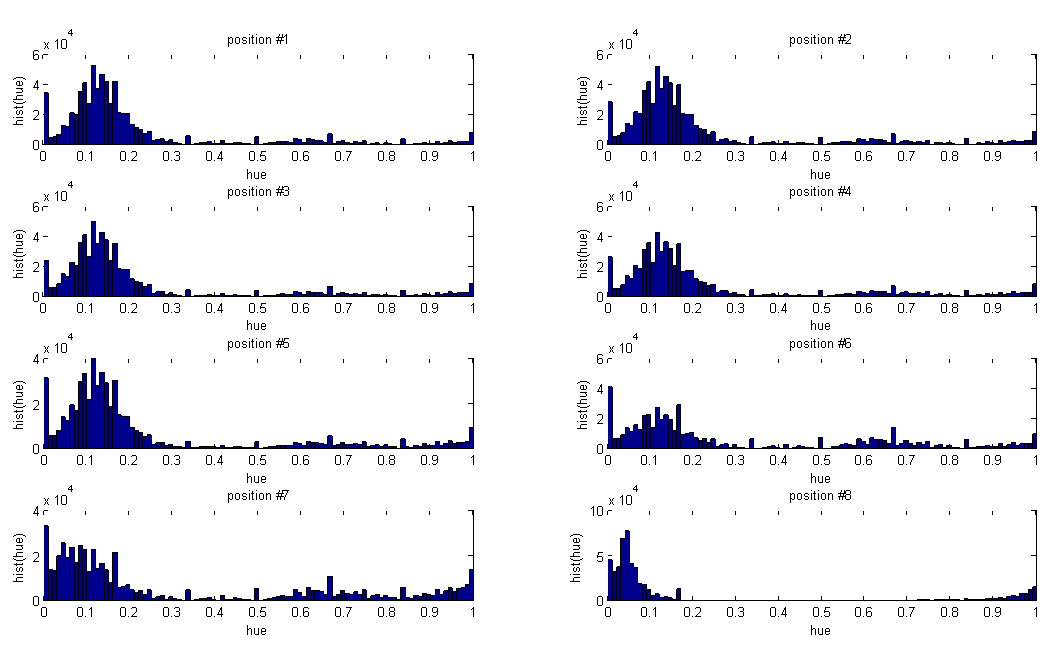 position #1
x 10^4
hist(hue)
6
4
2
0
0 0.1 0.2 0.3 0.4 0.5 0.6 0.7 0.8 0.9 1
hue
position #2
x 10^4
hist(hue)
6
4
2
0
0 0.1 0.2 0.3 0.4 0.5 0.6 0.7 0.8 0.9 1
hue
position #3
x 10^4
hist(hue)
6
4
2
0
0 0.1 0.2 0.3 0.4 0.5 0.6 0.7 0.8 0.9 1
hue
position #4
x 10^4
hist(hue)
6
4
2
0
0 0.1 0.2 0.3 0.4 0.5 0.6 0.7 0.8 0.9 1
hue
position #5
x 10^4
hist(hue)
4
2
0
0 0.1 0.2 0.3 0.4 0.5 0.6 0.7 0.8 0.9 1
hue
position #6
x 10^4
hist(hue)
6
4
2
0
0 0.1 0.2 0.3 0.4 0.5 0.6 0.7 0.8 0.9 1
hue
position #7
x 10^4
hist(hue)
4
2
0
0 0.1 0.2 0.3 0.4 0.5 0.6 0.7 0.8 0.9 1
hue
position #8
x 10^4
hist(hue)
10
5
0
0 0.1 0.2 0.3 0.4 0.5 0.6 0.7 0.8 0.9 1
hue